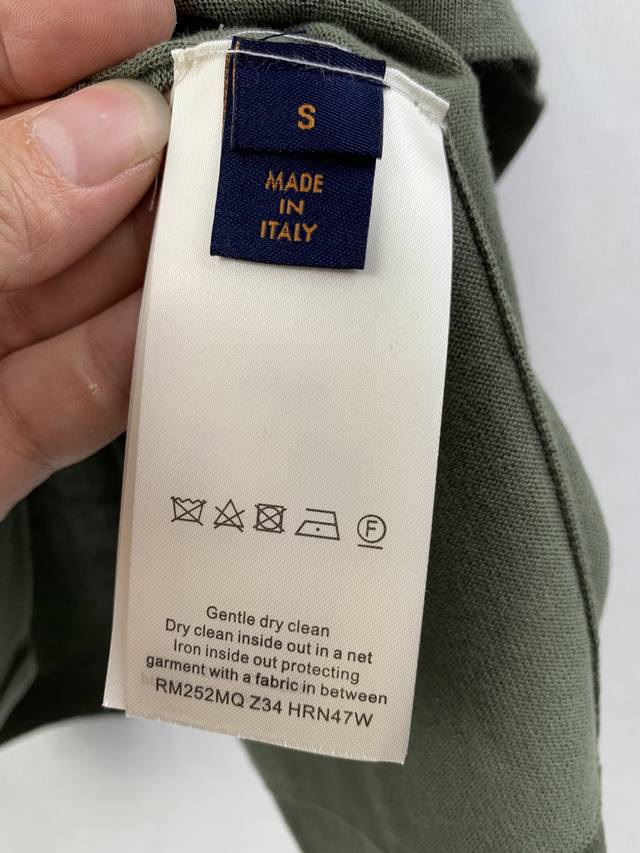 S
MADE
IN
ITALY
F
Gentle dry clean
Dry clean inside out in a net
Iron inside out protecting
garment with a fabric in between
RM252MQ Z34 HRN47W